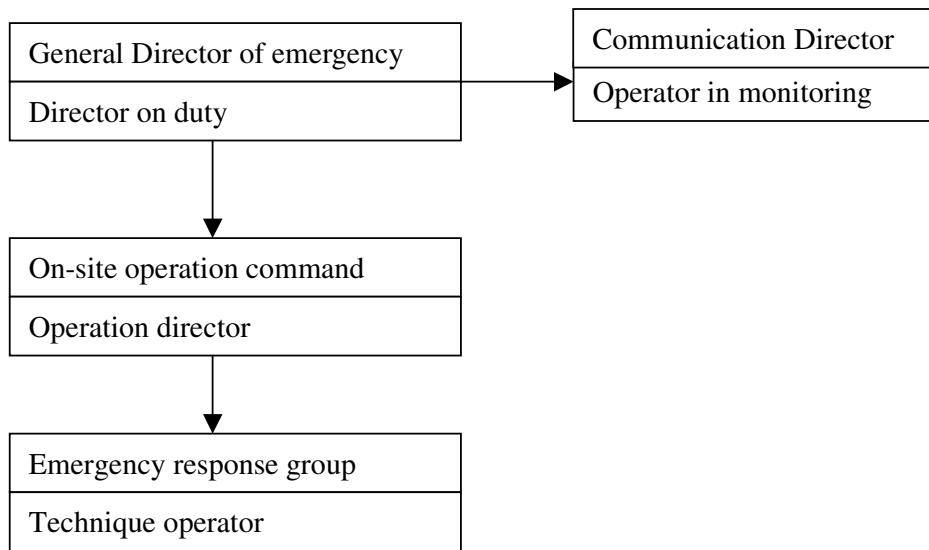 General Director of emergency
Director on duty
Communication Director
Operator in monitoring
On-site operation command
Operation director
Emergency response group
Technique operator